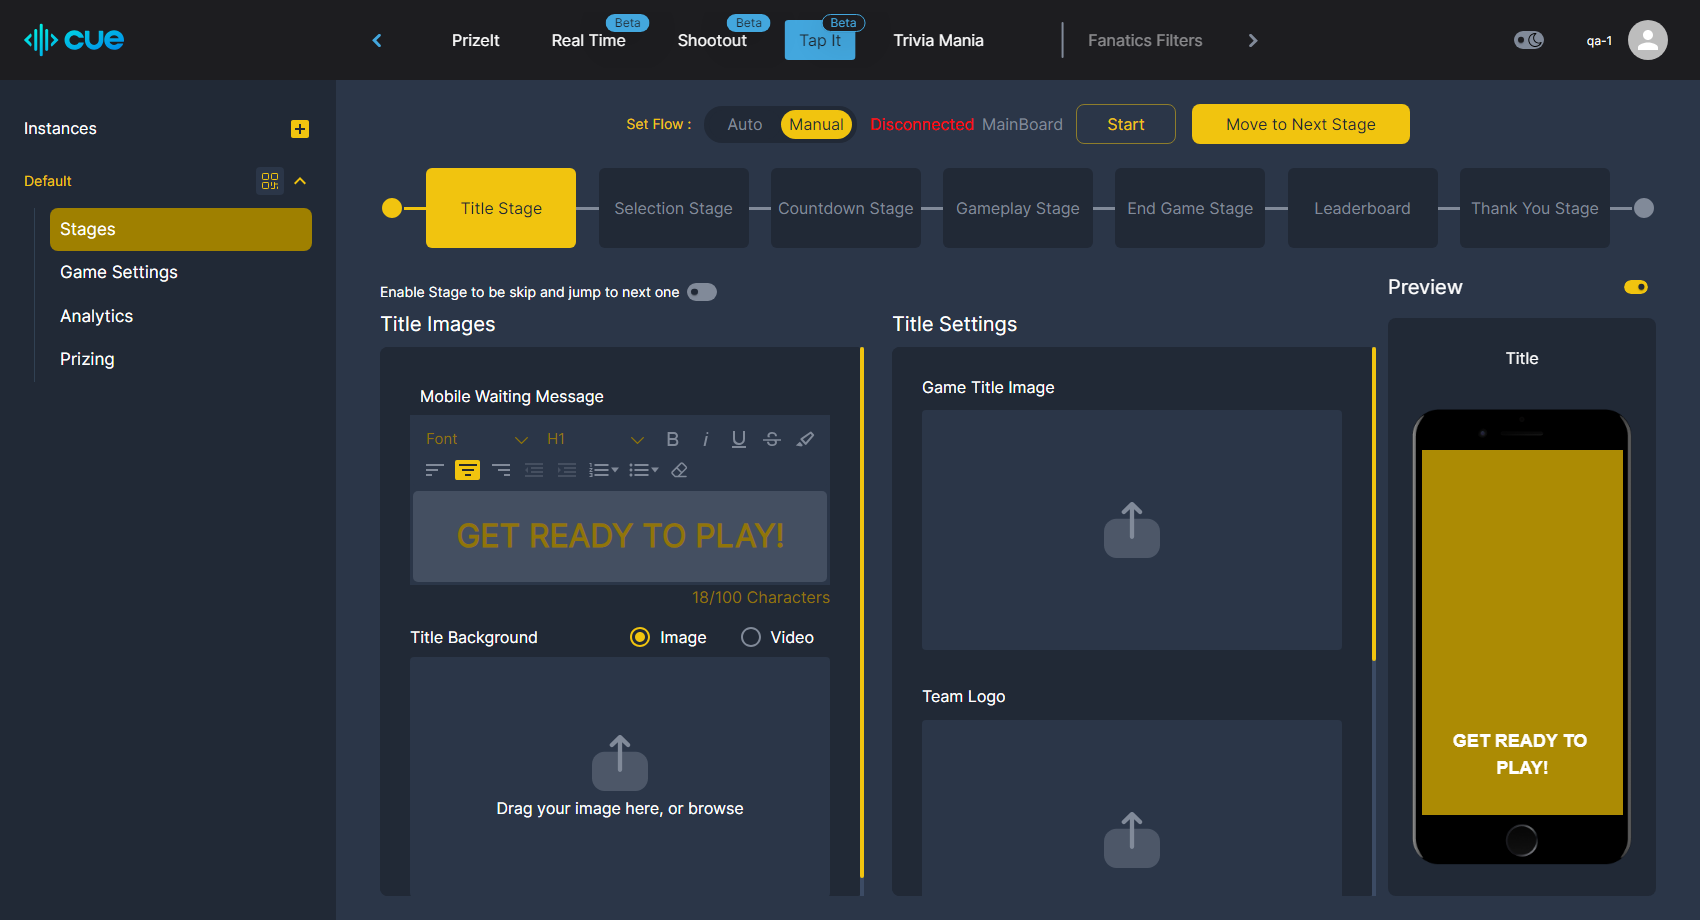 cue
PrizeIt
Real Time
Beta
Shootout
Beta
Tap It
Beta
Trivia Mania
Fanatics Filters
qa-1
Instances
Default
Stages
Game Settings
Analytics
Prizing
Set Flow :
Auto
Manual
Disconnected MainBoard
Start
Move to Next Stage
Title Stage
Selection Stage
Countdown Stage
Gameplay Stage
End Game Stage
Leaderboard
Thank You Stage
Enable Stage to be skip and jump to next one
Title Images
Mobile Waiting Message
Font
H1
B i U S
GET READY TO PLAY!
18/100 Characters
Title Background
Image
Video
Drag your image here, or browse
Title Settings
Game Title Image
Team Logo
Preview
Title
GET READY TO
PLAY!